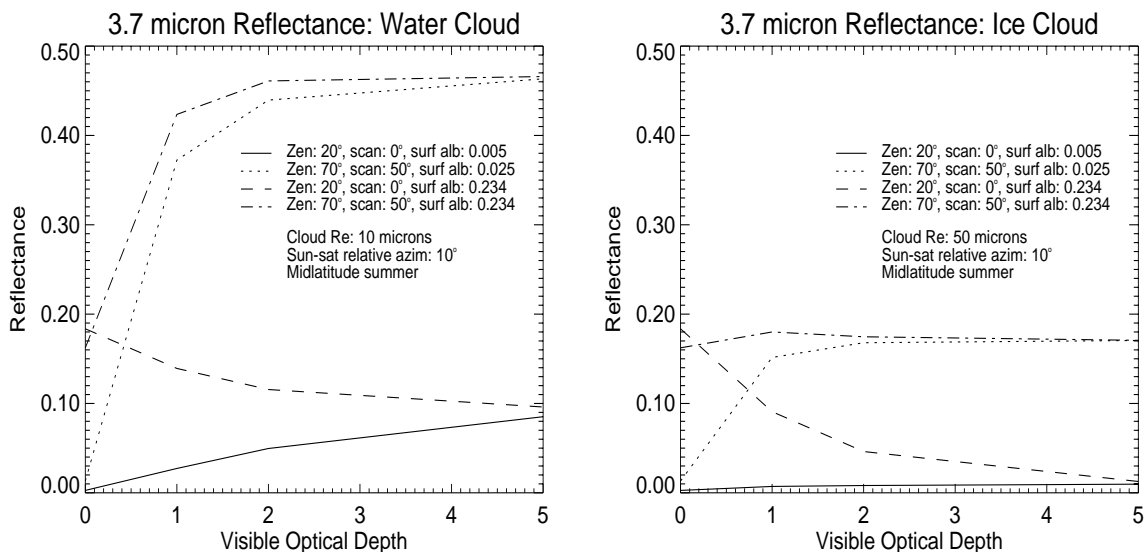 3.7 micron Reflectance: Water Cloud
0.50
0.40
0.30
0.20
0.10
0.00
Reflectance
Zen: 20°, scan: 0°, surf alb: 0.005
Zen: 70°, scan: 50°, surf alb: 0.025
Zen: 20°, scan: 0°, surf alb: 0.234
Zen: 70°, scan: 50°, surf alb: 0.234
Cloud Re: 10 microns
Sun-sat relative azim: 10°
Midlatitude summer
0 1 2 3 4 5
Visible Optical Depth
3.7 micron Reflectance: Ice Cloud
0.50
0.40
0.30
0.20
0.10
0.00
Reflectance
Zen: 20°, scan: 0°, surf alb: 0.005
Zen: 70°, scan: 50°, surf alb: 0.025
Zen: 20°, scan: 0°, surf alb: 0.234
Zen: 70°, scan: 50°, surf alb: 0.234
Cloud Re: 50 microns
Sun-sat relative azim: 10°
Midlatitude summer
0 1 2 3 4 5
Visible Optical Depth